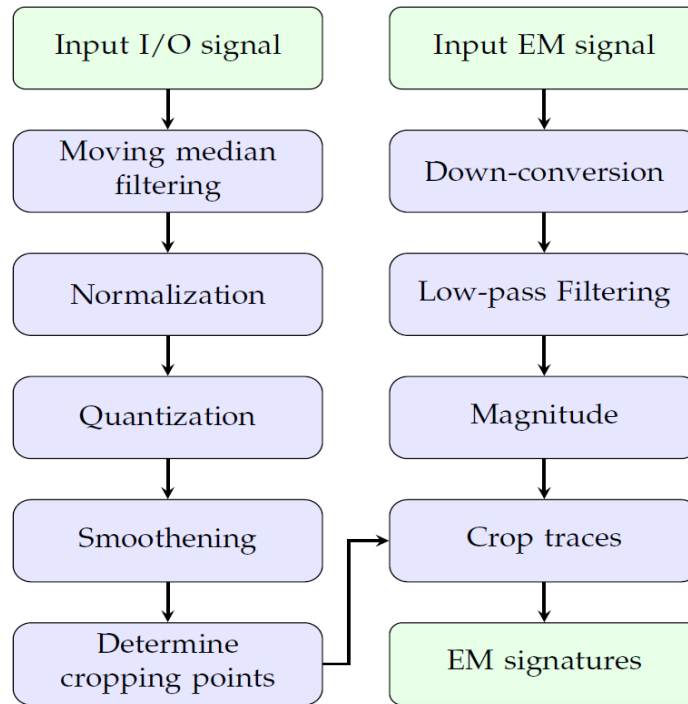 Input I/O signal
Moving median
filtering
Normalization
Quantization
Smoothening
Determine
cropping points
Input EM signal
Down-conversion
Low-pass Filtering
Magnitude
Crop traces
EM signatures